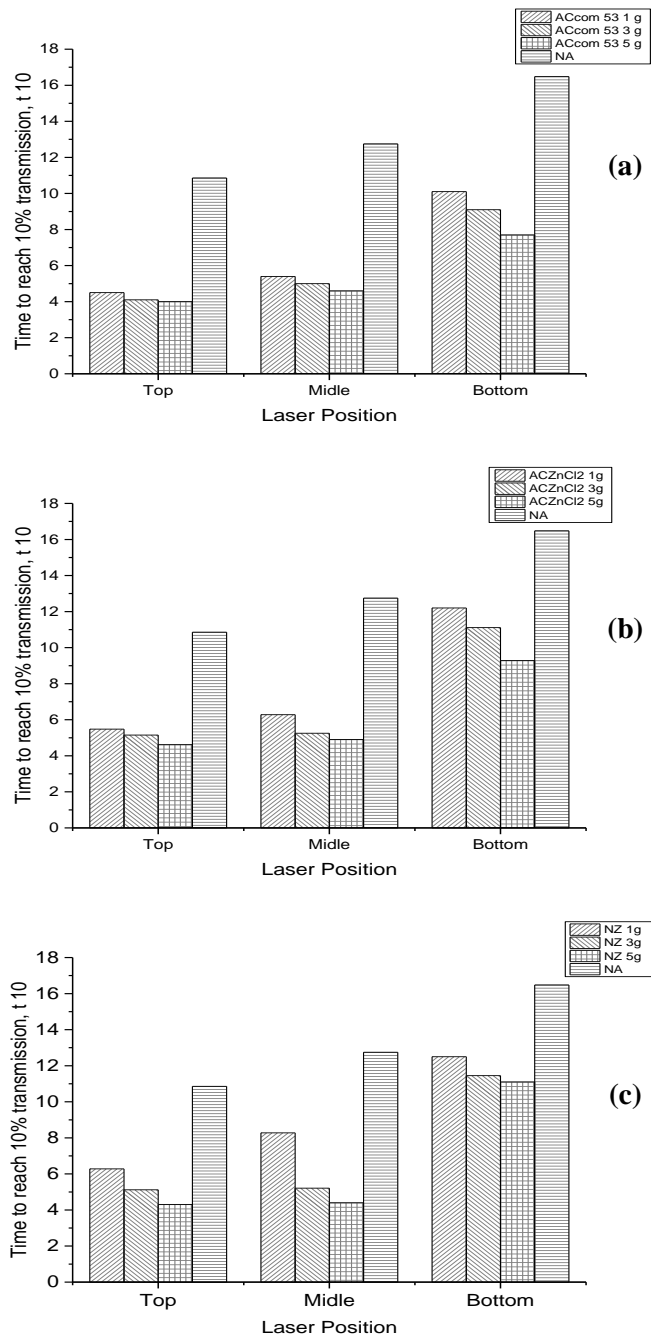 ACcom 53 1 g
ACcom 53 3 g
ACcom 53 5 g
NA
18
16
14
12
10
8
6
4
2
0
Time to reach 10% transmission, t 10
Top
Midle
Bottom
Laser Position
(a)
ACZnCl2 1g
ACZnCl2 3g
ACZnCl2 5g
NA
18
16
14
12
10
8
6
4
2
0
Time to reach 10% transmission, t 10
Top
Midle
Bottom
Laser Position
(b)
NZ 1g
NZ 3g
NZ 5g
NA
18
16
14
12
10
8
6
4
2
0
Time to reach 10% transmission, t 10
Top
Midle
Bottom
Laser Position
(c)